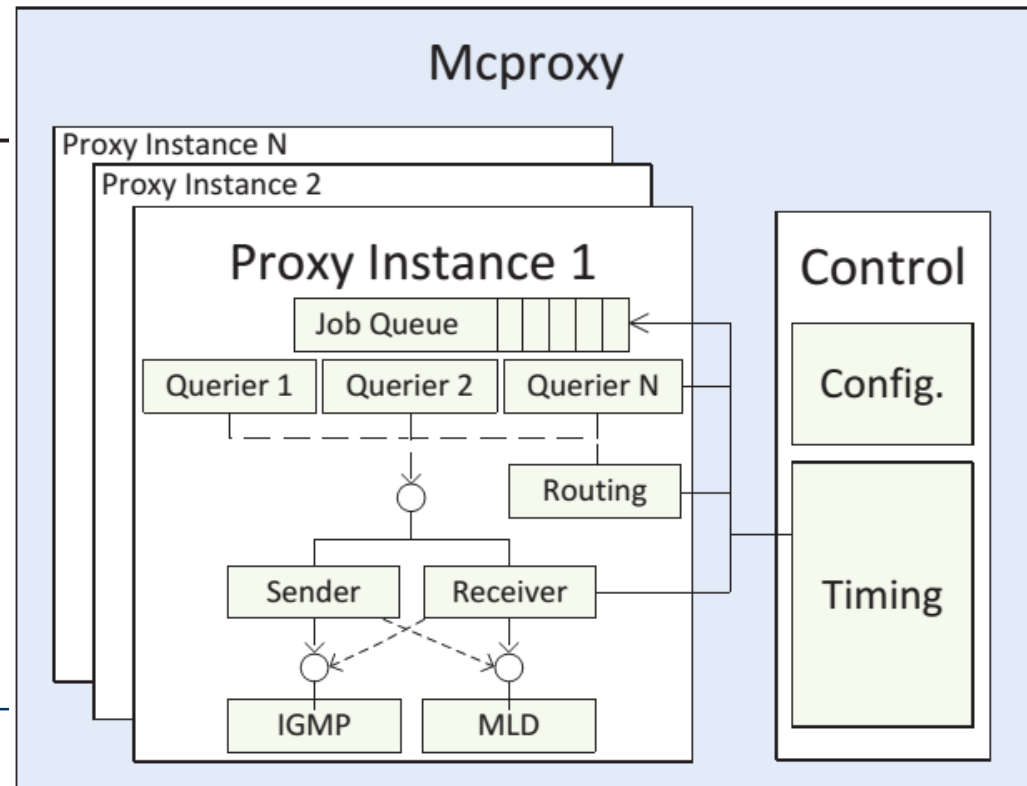 Mcproxy
Proxy Instance N
Proxy Instance 2
Proxy Instance 1
Job Queue
Querier 1
Querier 2
Querier N
Routing
Sender
Receiver
IGMP
MLD
Control
Config.
Timing